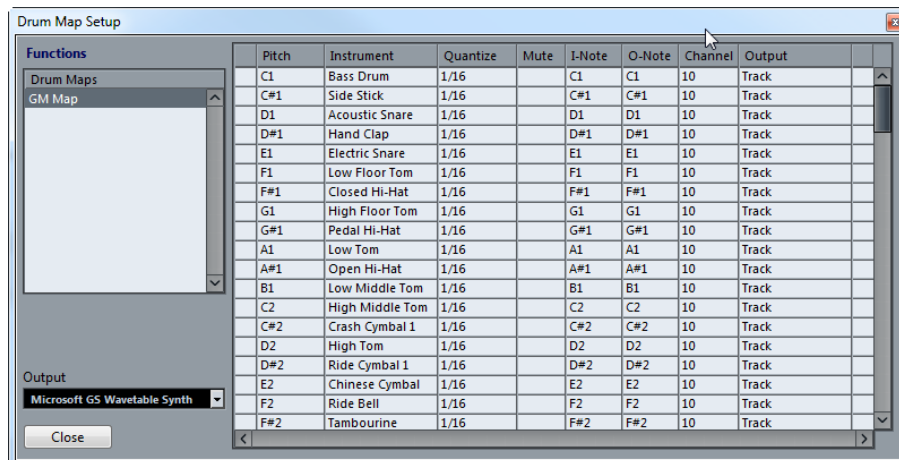 Drum Map Setup
Functions
Drum Maps
GM Map
Output
Microsoft GS Wavetable Synth
Close
Pitch Instrument Quantize Mute I-Note O-Note Channel Output
C1 Bass Drum 1/16 C1 C1 10 Track
C#1 Side Stick 1/16 C#1 C#1 10 Track
D1 Acoustic Snare 1/16 D1 D1 10 Track
D#1 Hand Clap 1/16 D#1 D#1 10 Track
E1 Electric Snare 1/16 E1 E1 10 Track
F1 Low Floor Tom 1/16 F1 F1 10 Track
F#1 Closed Hi-Hat 1/16 F#1 F#1 10 Track
G1 High Floor Tom 1/16 G1 G1 10 Track
G#1 Pedal Hi-Hat 1/16 G#1 G#1 10 Track
A1 Low Tom 1/16 A1 A1 10 Track
A#1 Open Hi-Hat 1/16 A#1 A#1 10 Track
B1 Low Middle Tom 1/16 B1 B1 10 Track
C2 High Middle Tom 1/16 C2 C2 10 Track
C#2 Crash Cymbal 1 1/16 C#2 C#2 10 Track
D2 High Tom 1/16 D2 D2 10 Track
D#2 Ride Cymbal 1 1/16 D#2 D#2 10 Track
E2 Chinese Cymbal 1/16 E2 E2 10 Track
F2 Ride Bell 1/16 F2 F2 10 Track
F#2 Tambourine 1/16 F#2 F#2 10 Track